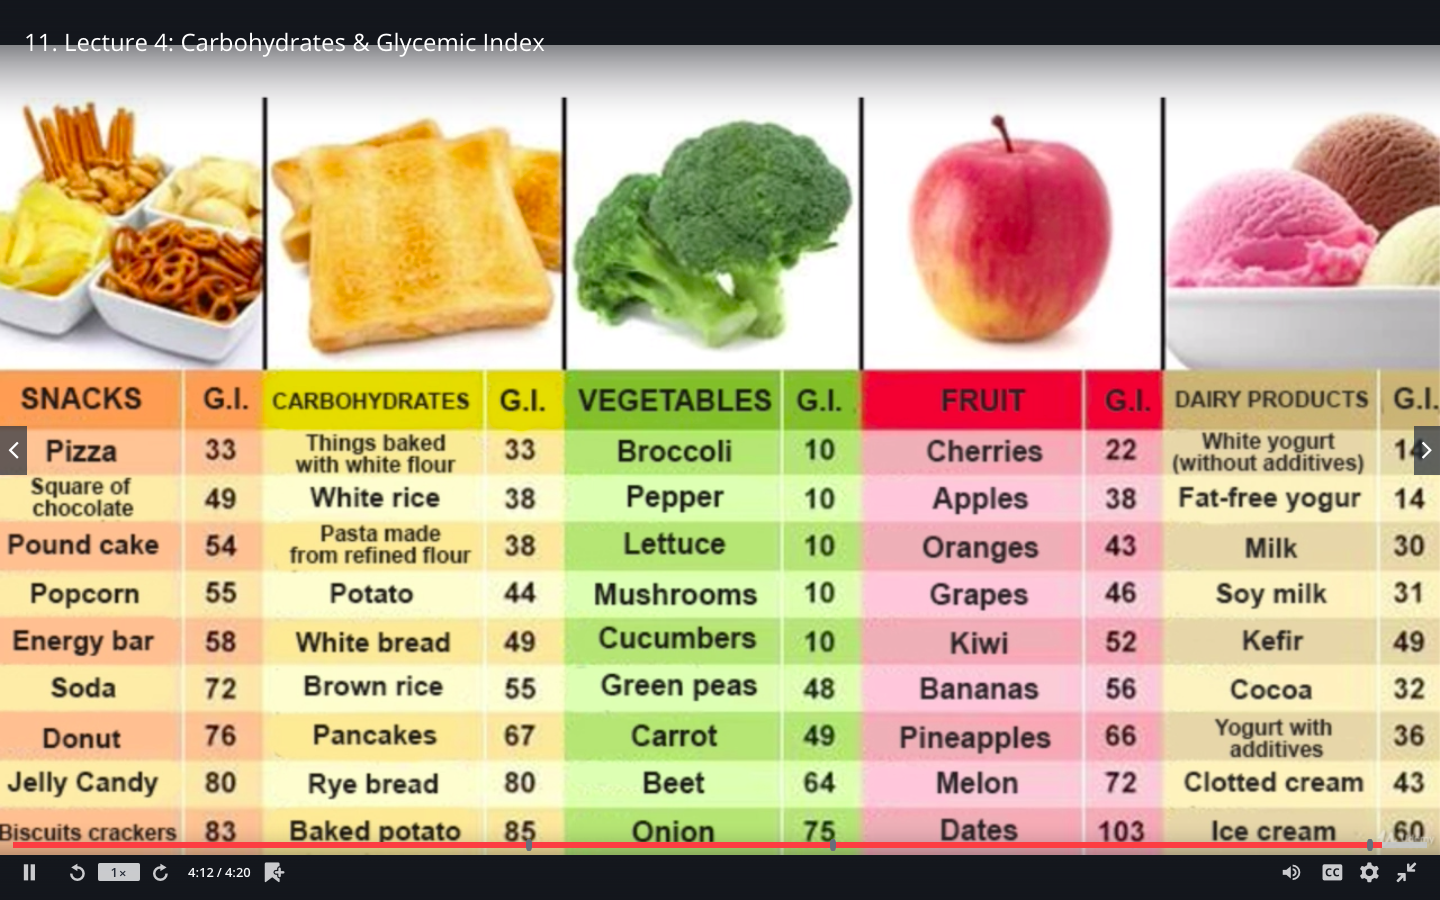 11. Lecture 4: Carbohydrates & Glycemic Index
SNACKS G.I. CARBOHYDRATES G.I. VEGETABLES G.I. FRUIT G.I. DAIRY PRODUCTS G.I.
Pizza 33 Things baked with white flour 33 Broccoli 10 Cherries 22 White yogurt (without additives) 14
Square of chocolate 49 White rice 38 Pepper 10 Apples 38 Fat-free yogur 14
Pound cake 54 Pasta made from refined flour 38 Lettuce 10 Oranges 43 Milk 30
Popcorn 55 Potato 44 Mushrooms 10 Grapes 46 Soy milk 31
Energy bar 58 White bread 49 Cucumbers 10 Kiwi 52 Kefir 49
Soda 72 Brown rice 55 Green peas 48 Bananas 56 Cocoa 32
Donut 76 Pancakes 67 Carrot 49 Pineapples 66 Yogurt with additives 36
Jelly Candy 80 Rye bread 80 Beet 64 Melon 72 Clotted cream 43
Biscuits crackers 83 Baked potato 85 Onion 75 Dates 103 Ice cream 60
1× 4:12 / 4:20 CC